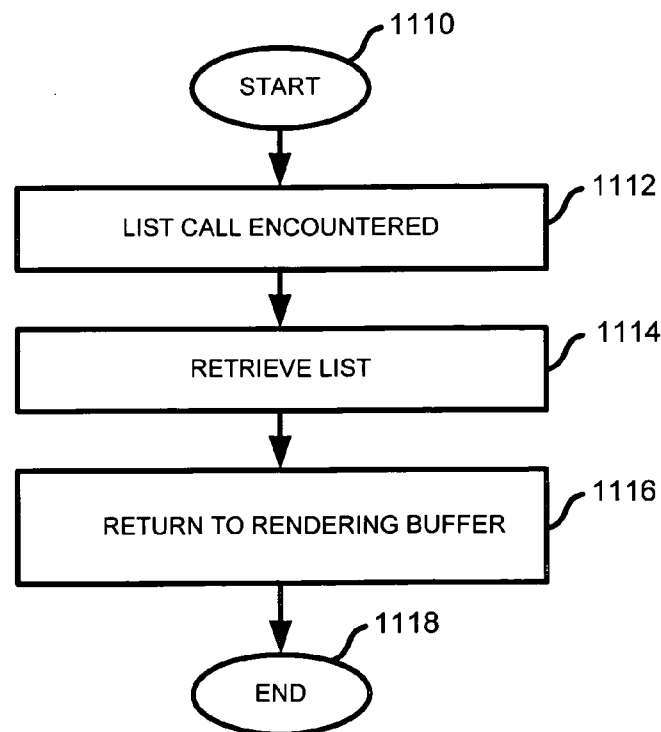 1110
START
1112
LIST CALL ENCOUNTERED
1114
RETRIEVE LIST
1116
RETURN TO RENDERING BUFFER
1118
END